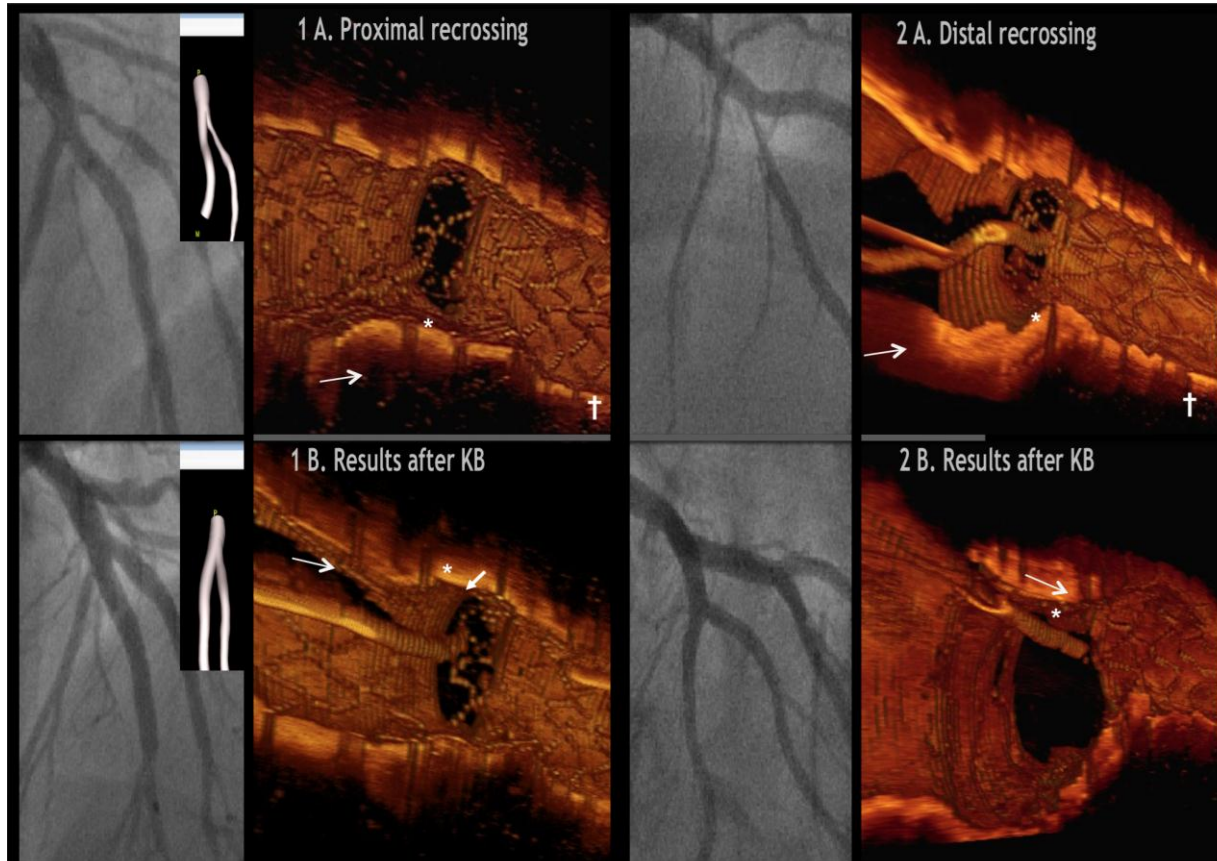 1 A. Proximal recrossing
2 A. Distal recrossing
*
*
†
†
1 B. Results after KB
2 B. Results after KB
*
*